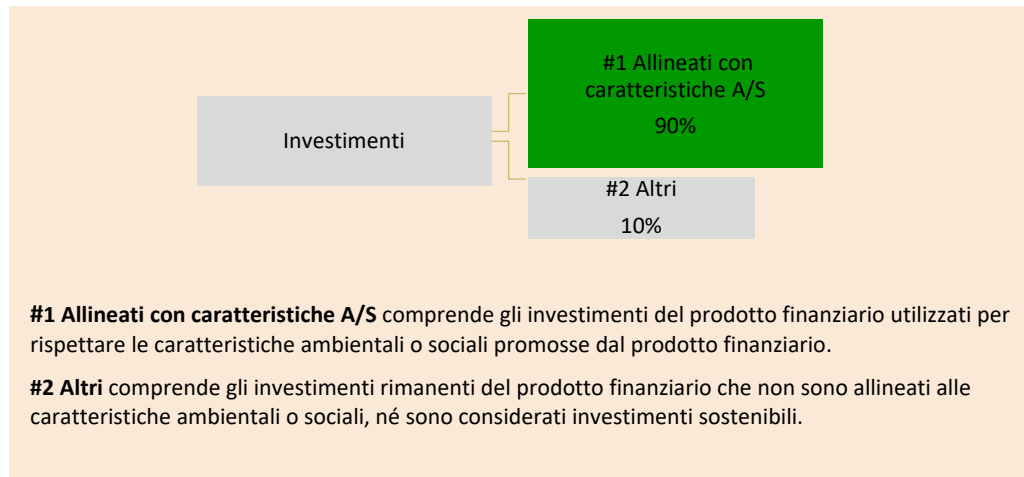 #1 Allineati con
caratteristiche A/S
90%
Investimenti
#2 Altri
10%
#1 Allineati con caratteristiche A/S comprende gli investimenti del prodotto finanziario utilizzati per
rispettare le caratteristiche ambientali o sociali promosse dal prodotto finanziario.
#2 Altri comprende gli investimenti rimanenti del prodotto finanziario che non sono allineati alle
caratteristiche ambientali o sociali, né sono considerati investimenti sostenibili.